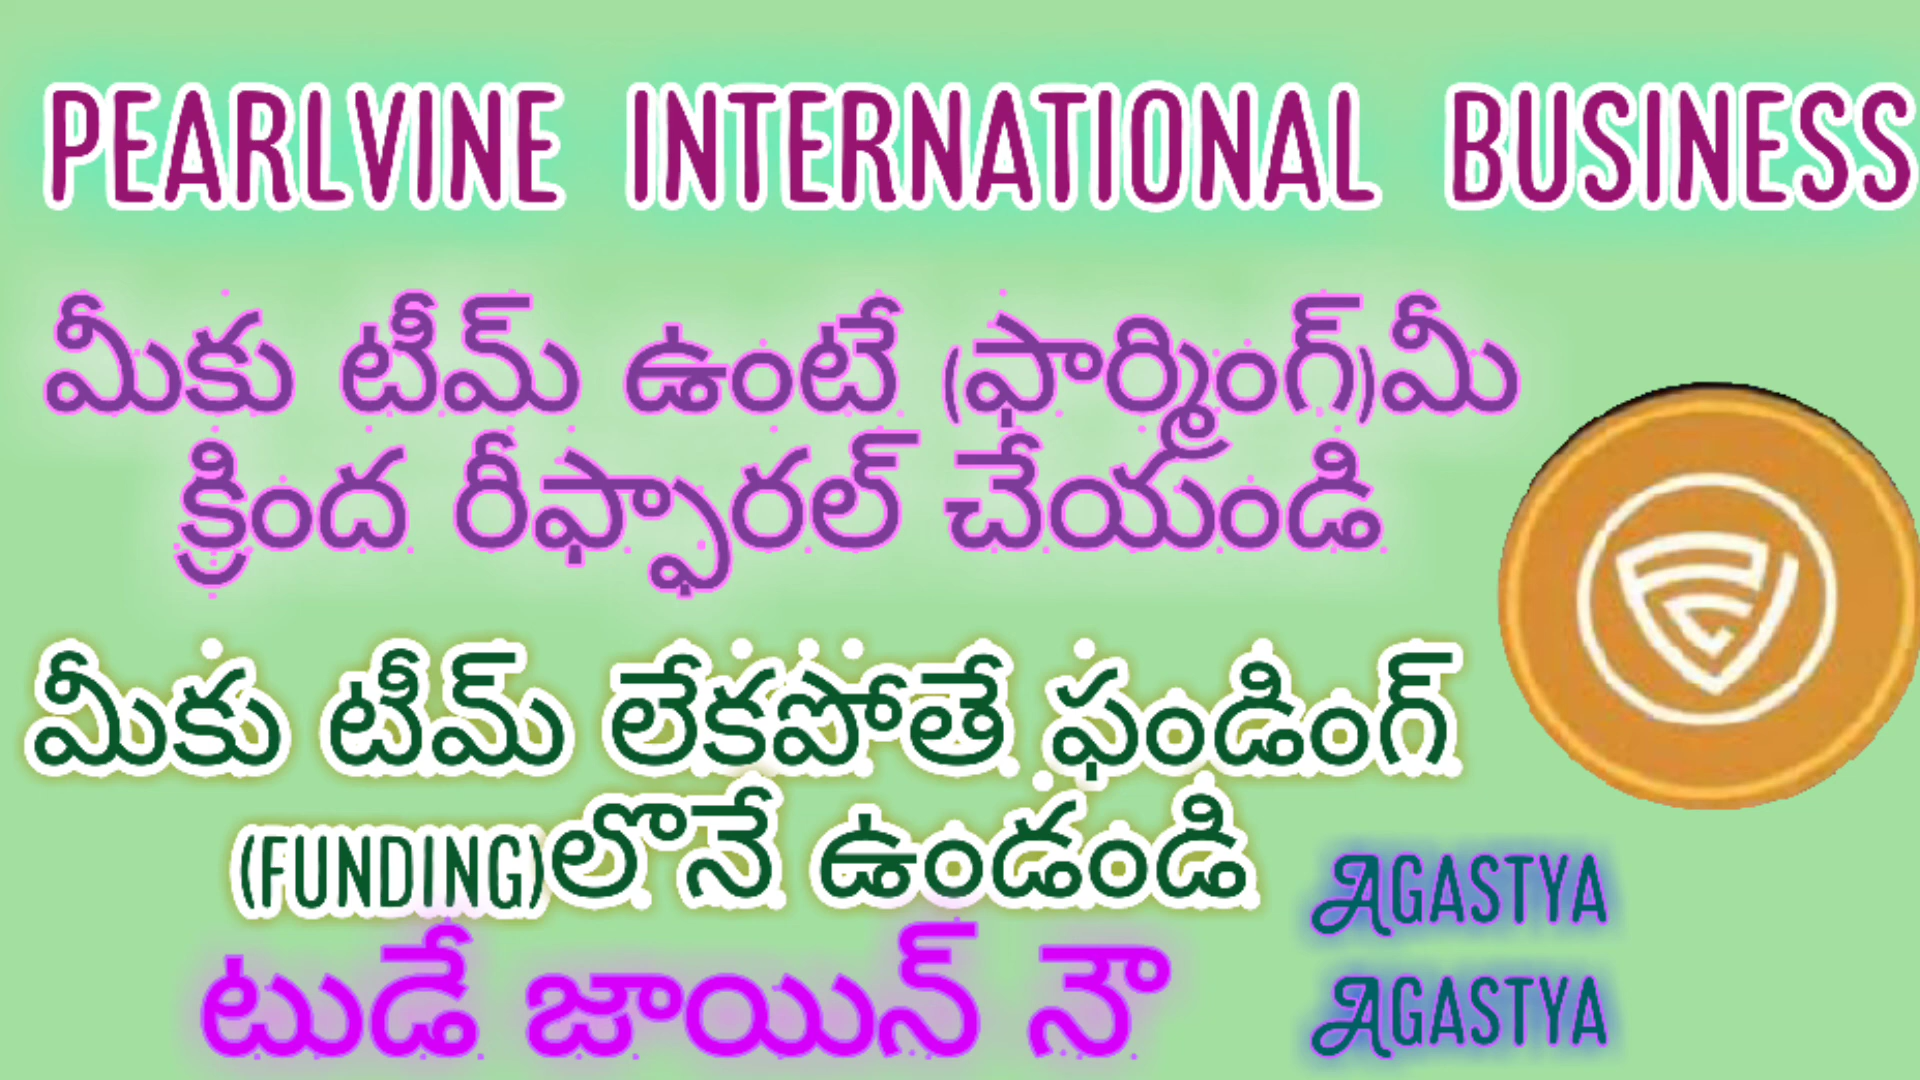 PEARLVINE INTERNATIONAL BUSINESS
మీకు టీమ్ ఉంటే (ఫార్మింగ్)మీ
క్రింద రీఫ్ఫారల్ చేయండి
మీకు టీమ్ లేకపోతే ఫండింగ్
(FUNDING)లొనే ఉండండి
టుడే జాయిన్ నౌ
AGASTYA
AGASTYA